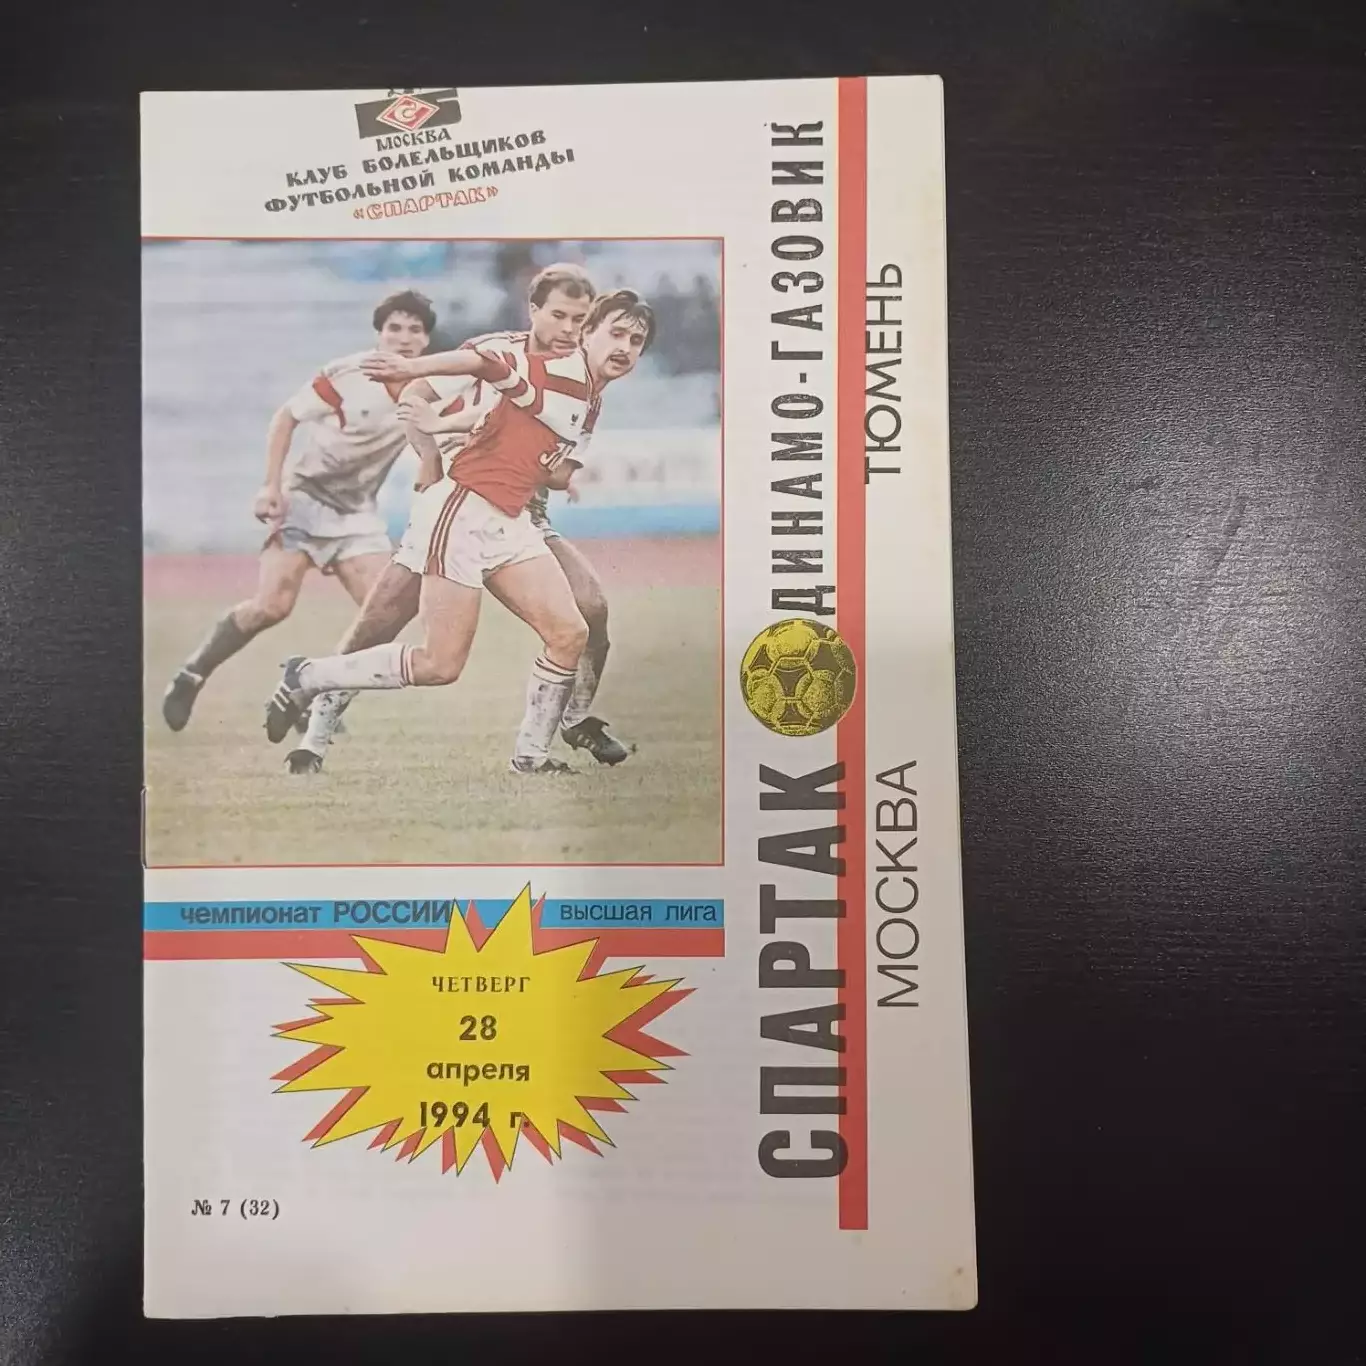 МОСКВА
КЛУБ БОЛЕЛЬЩИКОВ
ФУТБОЛЬНОЙ КОМАНДЫ
«СПАРТАК»
СПАРТАК ДИНАМО-ГАЗОВИК
МОСКВА ТЮМЕНЬ
чемпионат РОССИИ высшая лига
ЧЕТВЕРГ
28
апреля
1994 г.
№ 7 (32)